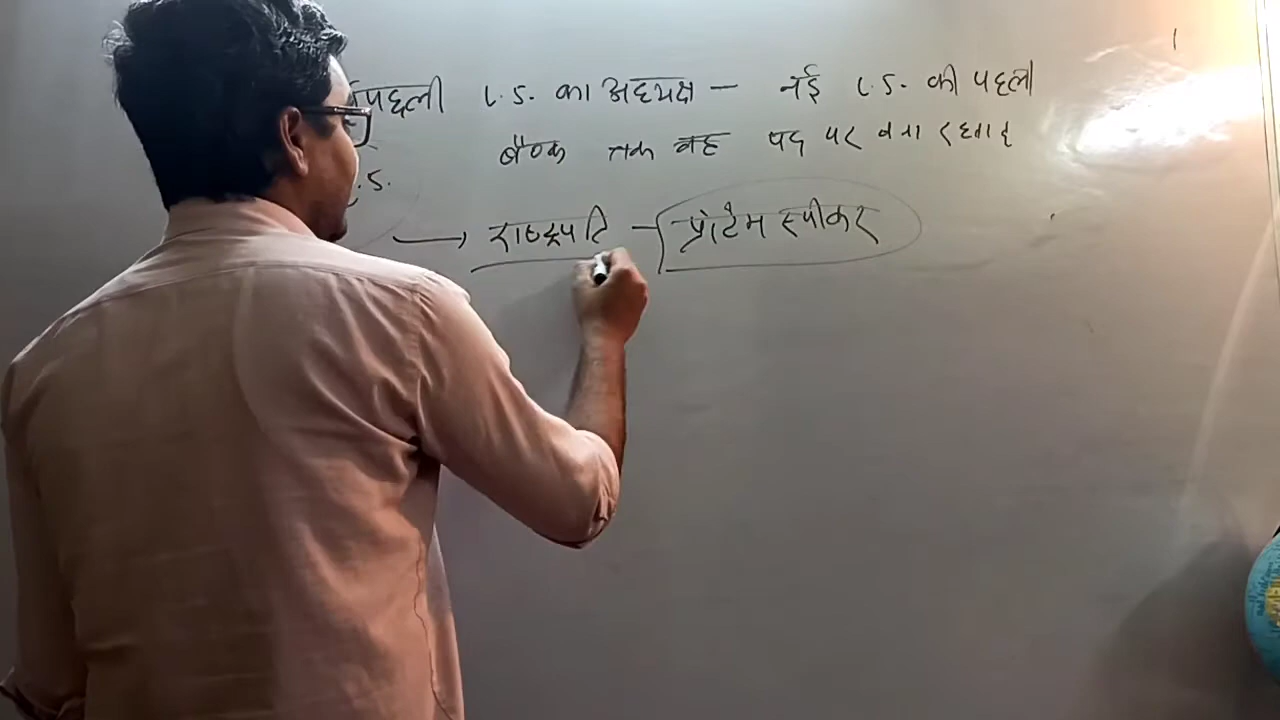 पहली L.S. का अध्यक्ष — नई L.S. की पहली
बैठक तक वह पद पर बना रहता है
L.S.
→ राष्ट्रपति — प्रोटेम स्पीकर